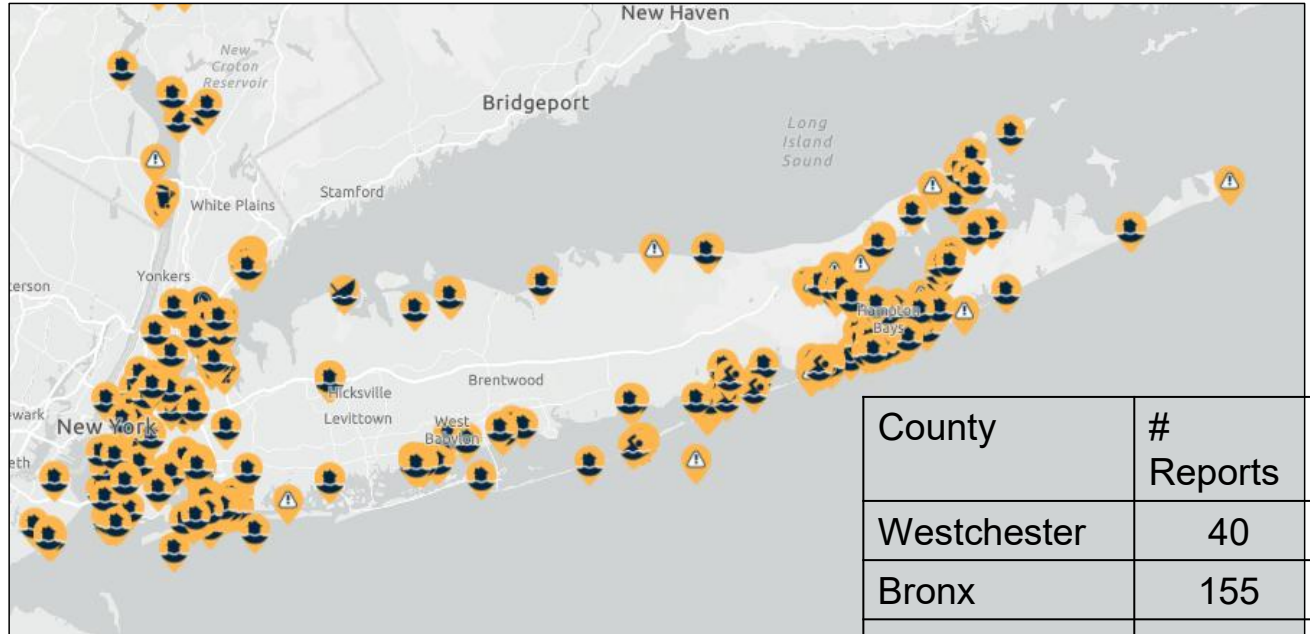 New Haven
New
Croton
Reservoir
Bridgeport
Long
Island
Sound
Stamford
White Plains
Yonkers
erson
Hampton
Bays
Brentwood
Hicksville
Levittown
West
Babylon
wark
New York
eth
County
#
Reports
Westchester
40
Bronx
155